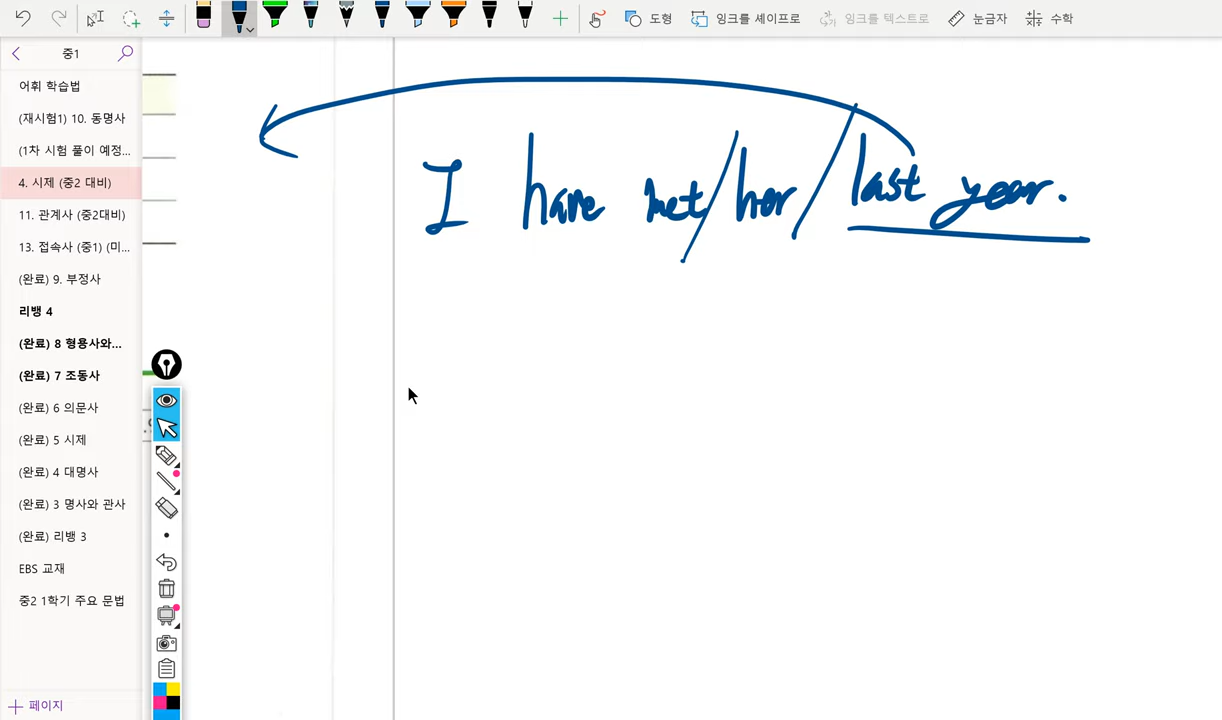 도형
잉크를 셰이프로
잉크를 텍스트로
눈금자
수학
중1
어휘 학습법
(재시험1) 10. 동명사
(1차 시험 풀이 예정...
4. 시제 (중2 대비)
11. 관계사 (중2대비)
13. 접속사 (중1) (미...
(완료) 9. 부정사
리뱅 4
(완료) 8 형용사와...
(완료) 7 조동사
(완료) 6 의문사
(완료) 5 시제
(완료) 4 대명사
(완료) 3 명사와 관사
(완료) 리뱅 3
EBS 교재
중2 1학기 주요 문법
페이지
I have met/her/last year.